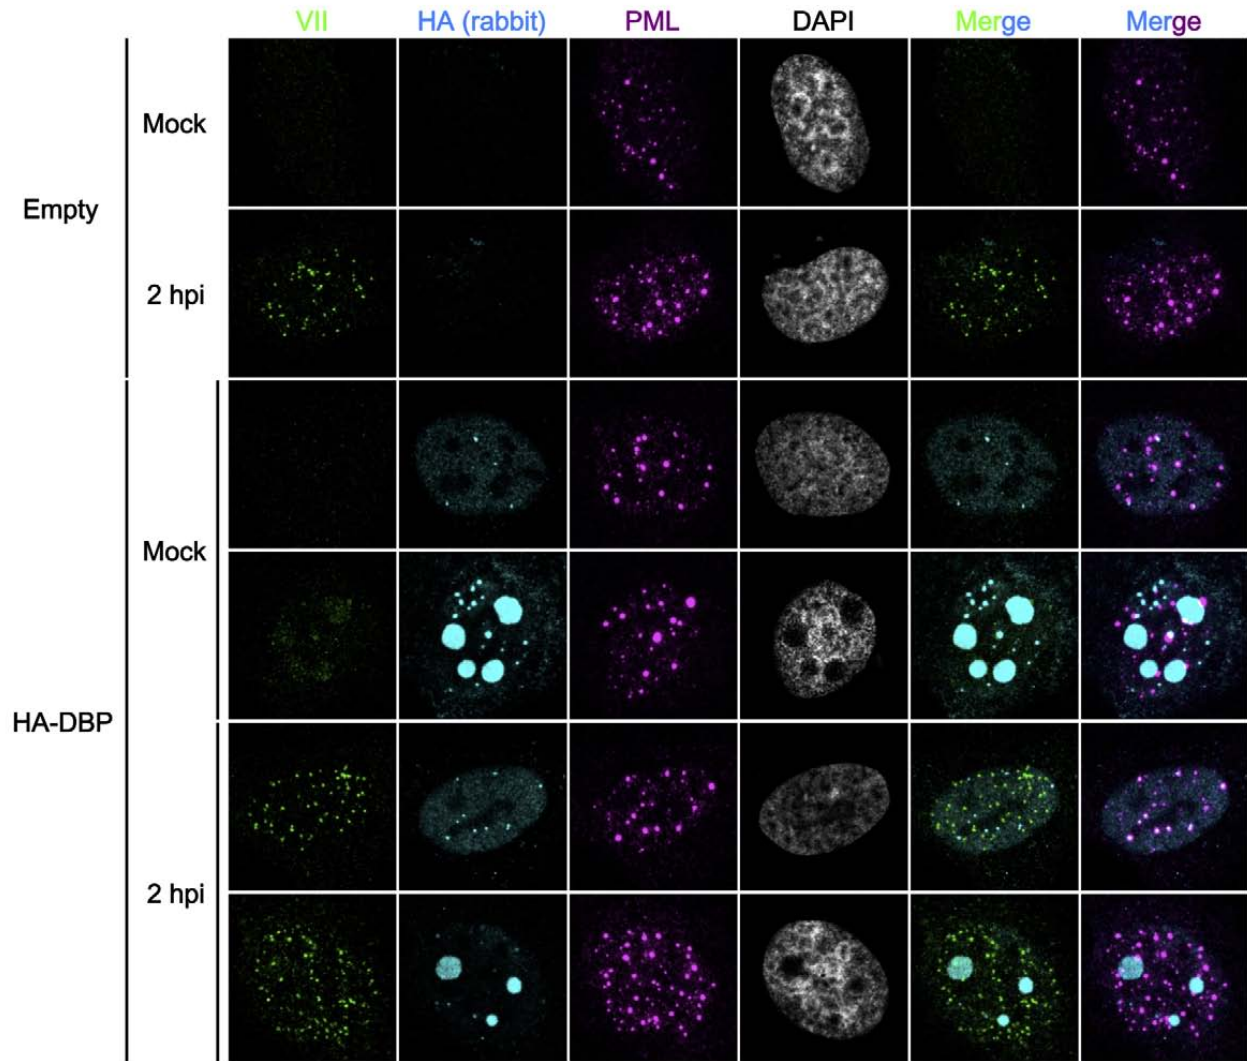 VII HA (rabbit) PML DAPI Merge Merge
Mock
Empty
2 hpi
Mock
HA-DBP
2 hpi